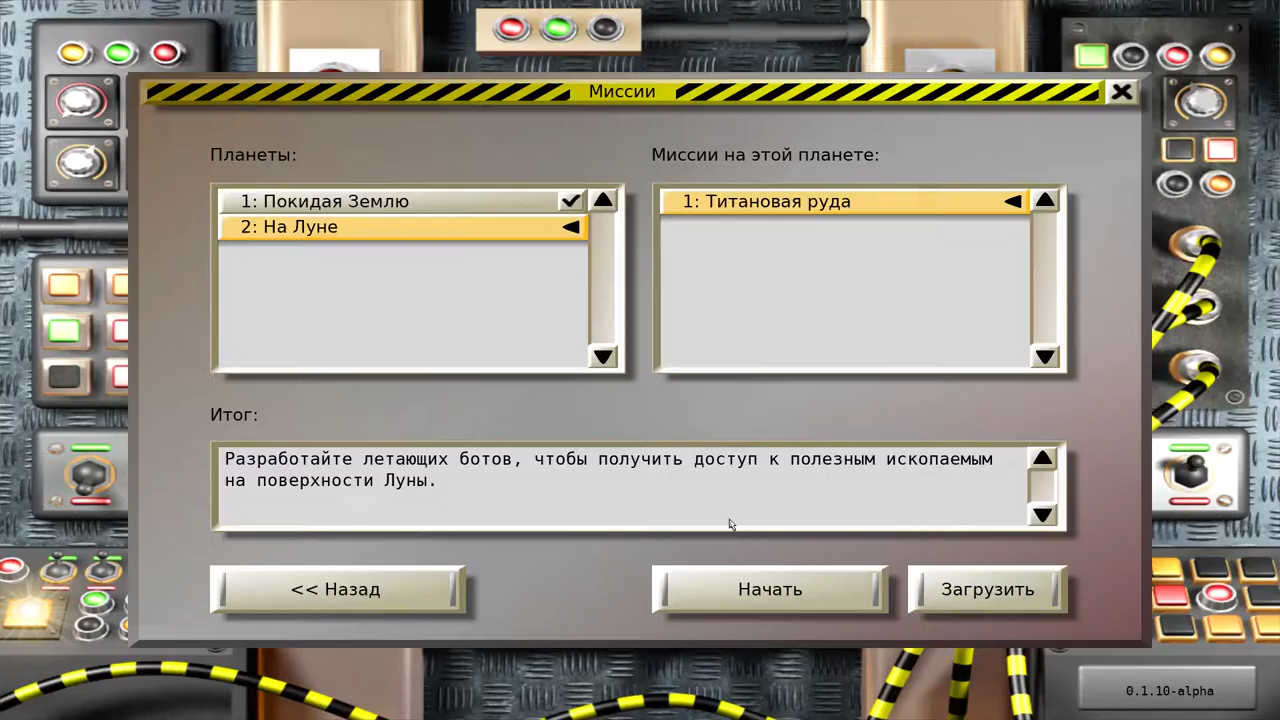 Миссии
Планеты:
Миссии на этой планете:
1: Покидая Землю
1: Титановая руда
2: На Луне
Итог:
Разработайте летающих ботов, чтобы получить доступ к полезным ископаемым
на поверхности Луны.
<< Назад
Начать
Загрузить
0.1.10-alpha